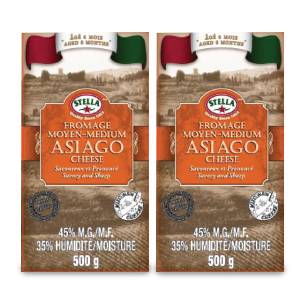 Âgé 6 mois
"AGED 6 MONTHS"
STELLA
FROMAGE
MOYEN-MEDIUM
ASIAGO
CHEESE
Savoureux et Prononcé
Savory and Sharp
45% M.G./M.F.
35% HUMIDITÉ/MOISTURE
500 g
Âgé 6 mois
"AGED 6 MONTHS"
STELLA
FROMAGE
MOYEN-MEDIUM
ASIAGO
CHEESE
Savoureux et Prononcé
Savory and Sharp
45% M.G./M.F.
35% HUMIDITÉ/MOISTURE
500 g